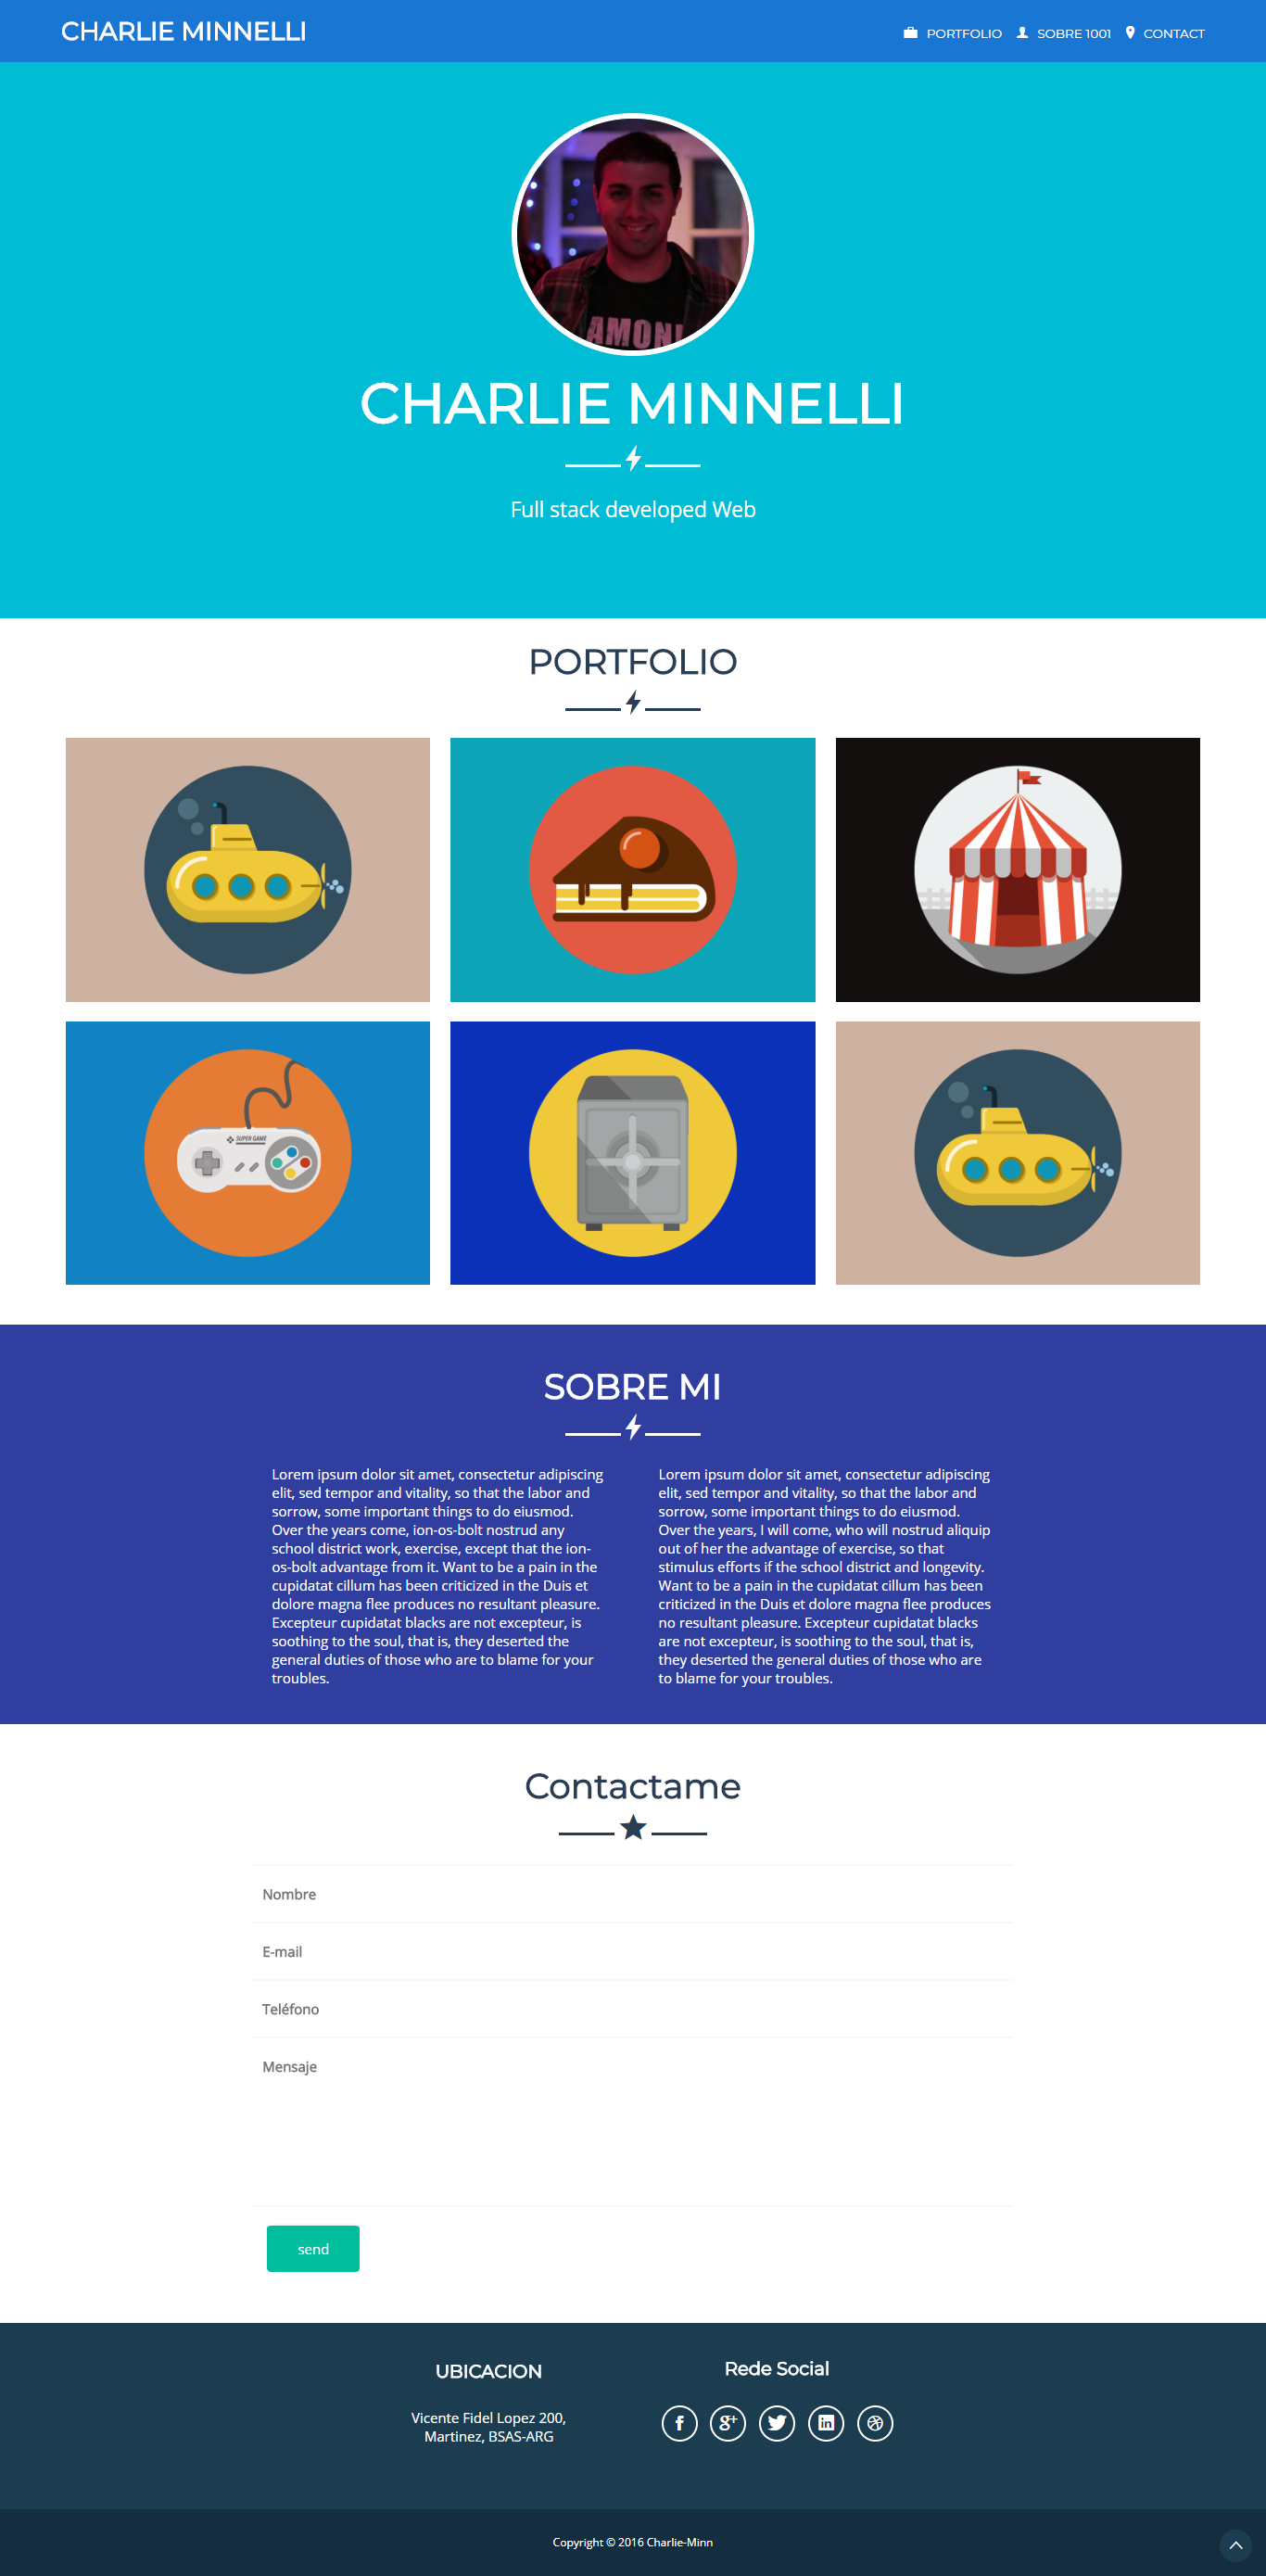 CHARLIE MINNELLI
PORTFOLIO SOBRE 1001 CONTACT
AMON
CHARLIE MINNELLI
Full stack developed Web
PORTFOLIO
SUPER GAME
SOBRE MI
Lorem ipsum dolor sit amet, consectetur adipiscing
elit, sed tempor and vitality, so that the labor and
sorrow, some important things to do eiusmod.
Over the years come, ion-os-bolt nostrud any
school district work, exercise, except that the ion-
os-bolt advantage from it. Want to be a pain in the
cupidatat cillum has been criticized in the Duis et
dolore magna flee produces no resultant pleasure.
Excepteur cupidatat blacks are not excepteur, is
soothing to the soul, that is, they deserted the
general duties of those who are to blame for your
troubles.
Lorem ipsum dolor sit amet, consectetur adipiscing
elit, sed tempor and vitality, so that the labor and
sorrow, some important things to do eiusmod.
Over the years, I will come, who will nostrud aliquip
out of her the advantage of exercise, so that
stimulus efforts if the school district and longevity.
Want to be a pain in the cupidatat cillum has been
criticized in the Duis et dolore magna flee produces
no resultant pleasure. Excepteur cupidatat blacks
are not excepteur, is soothing to the soul, that is,
they deserted the general duties of those who are
to blame for your troubles.
Contactame
Nombre
E-mail
Teléfono
Mensaje
send
UBICACION
Vicente Fidel Lopez 200,
Martinez, BSAS-ARG
Rede Social
Copyright © 2016 Charlie-Minn